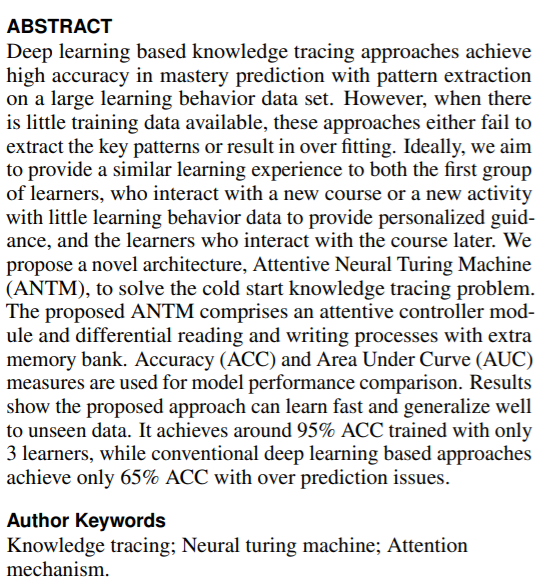 ABSTRACT
Deep learning based knowledge tracing approaches achieve
high accuracy in mastery prediction with pattern extraction
on a large learning behavior data set. However, when there
is little training data available, these approaches either fail to
extract the key patterns or result in over fitting. Ideally, we aim
to provide a similar learning experience to both the first group
of learners, who interact with a new course or a new activity
with little learning behavior data to provide personalized guid-
ance, and the learners who interact with the course later. We
propose a novel architecture, Attentive Neural Turing Machine
(ANTM), to solve the cold start knowledge tracing problem.
The proposed ANTM comprises an attentive controller mod-
ule and differential reading and writing processes with extra
memory bank. Accuracy (ACC) and Area Under Curve (AUC)
measures are used for model performance comparison. Results
show the proposed approach can learn fast and generalize well
to unseen data. It achieves around 95% ACC trained with only
3 learners, while conventional deep learning based approaches
achieve only 65% ACC with over prediction issues.
Author Keywords
Knowledge tracing; Neural turing machine; Attention
mechanism.